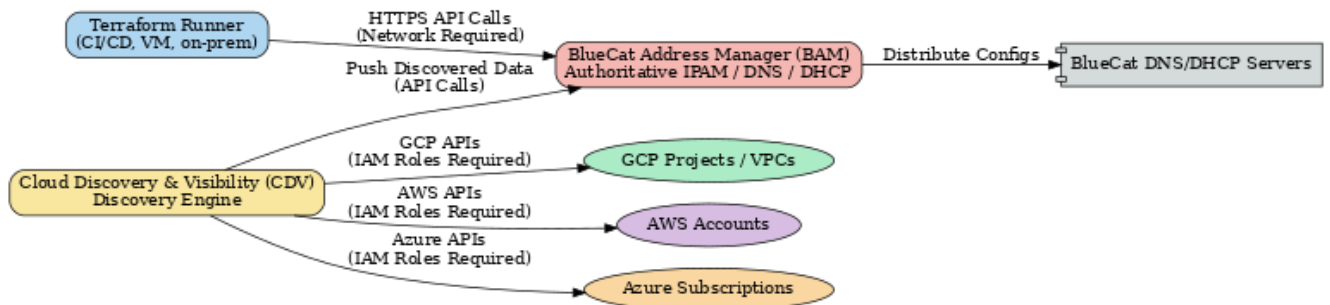 Terraform Runner
(CI/CD, VM, on-prem)
HTTPS API Calls
(Network Required)
BlueCat Address Manager (BAM)
Authoritative IPAM / DNS / DHCP
Distribute Configs
BlueCat DNS/DHCP Servers
Push Discovered Data
(API Calls)
Cloud Discovery & Visibility (CDV)
Discovery Engine
GCP APIs
(IAM Roles Required)
GCP Projects / VPCs
AWS APIs
(IAM Roles Required)
AWS Accounts
Azure APIs
(IAM Roles Required)
Azure Subscriptions